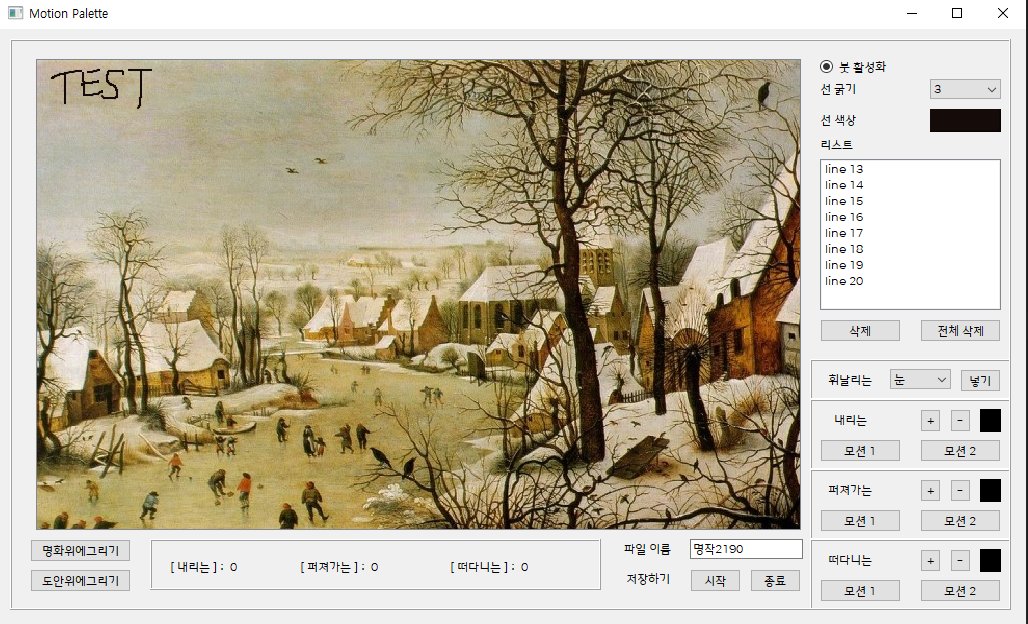 Motion Palette
TEST
붓 활성화
선 굵기
3
선 색상
리스트
line 13
line 14
line 15
line 16
line 17
line 18
line 19
line 20
삭제
전체 삭제
휘날리는
눈
넣기
내리는
+
-
모션 1
모션 2
퍼져가는
+
-
모션 1
모션 2
떠다니는
+
-
모션 1
모션 2
명화위에그리기
도안위에그리기
[ 내리는 ] : 0
[ 퍼져가는 ] : 0
[ 떠다니는 ] : 0
파일 이름
명작2190
저장하기
시작
종료